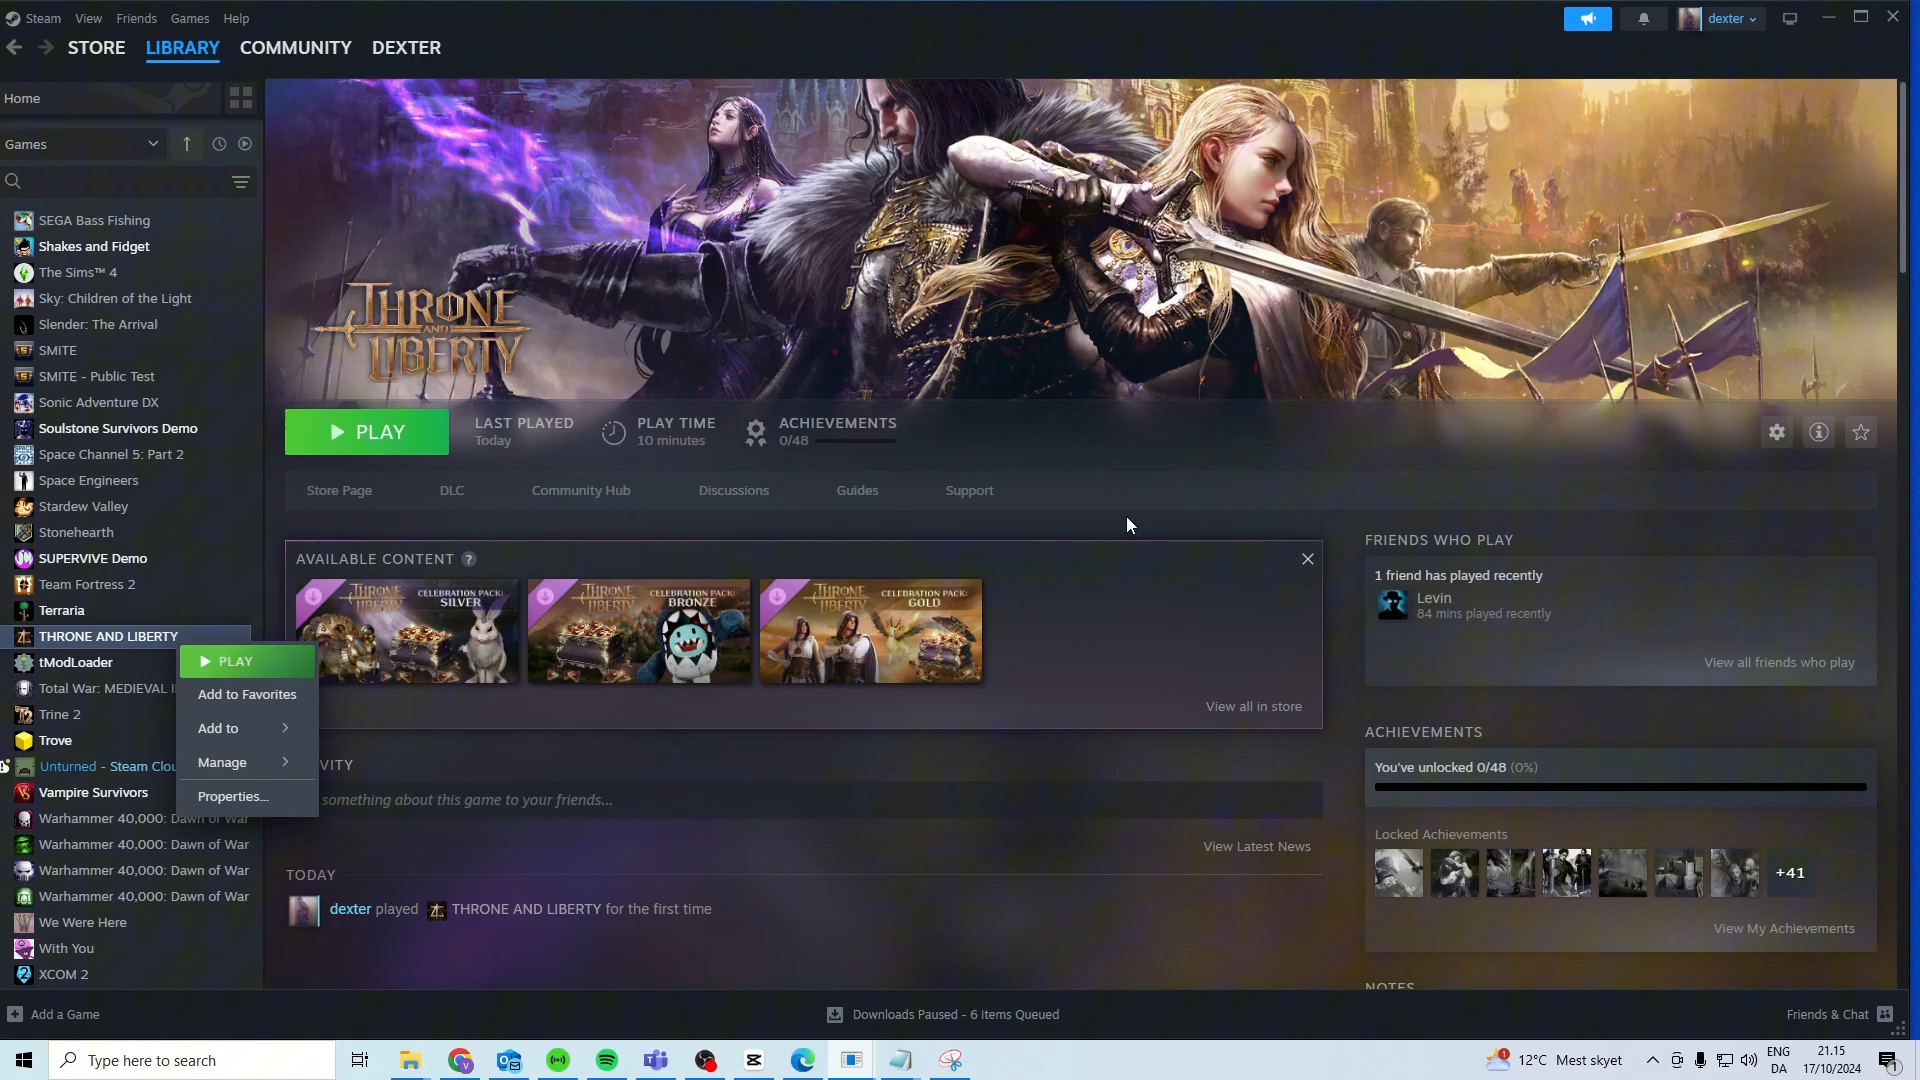 Steam View Friends Games Help
dexter
STORE LIBRARY COMMUNITY DEXTER
Home
Games
SEGA Bass Fishing
Shakes and Fidget
The Sims™ 4
Sky: Children of the Light
Slender: The Arrival
SMITE
SMITE - Public Test
Sonic Adventure DX
Soulstone Survivors Demo
Space Channel 5: Part 2
Space Engineers
Stardew Valley
Stonehearth
SUPERVIVE Demo
Team Fortress 2
Terraria
THRONE AND LIBERTY
tModLoader
Total War: MEDIEVAL
Trine 2
Trove
Unturned - Steam Clou
Vampire Survivors
Warhammer 40,000: Dawn of War
Warhammer 40,000: Dawn of War
Warhammer 40,000: Dawn of War
Warhammer 40,000: Dawn of War
We Were Here
With You
XCOM 2
PLAY
Add to Favorites
Add to
Manage
Properties...
THRONE
AND
LIBERTY
PLAY
LAST PLAYED
Today
PLAY TIME
10 minutes
ACHIEVEMENTS
0/48
Store Page DLC Community Hub Discussions Guides Support
AVAILABLE CONTENT ?
THRONE AND LIBERTY CELEBRATION PACK: SILVER
THRONE AND LIBERTY CELEBRATION PACK: BRONZE
THRONE AND LIBERTY CELEBRATION PACK: GOLD
View all in store
VITY
something about this game to your friends...
View Latest News
TODAY
dexter played THRONE AND LIBERTY for the first time
FRIENDS WHO PLAY
1 friend has played recently
Levin
84 mins played recently
View all friends who play
ACHIEVEMENTS
You've unlocked 0/48 (0%)
Locked Achievements
+41
View My Achievements
NOTES
Add a Game
Downloads Paused - 6 Items Queued
Friends & Chat
Type here to search
1
12°C Mest skyet
ENG
DA
21.15
17/10/2024
1